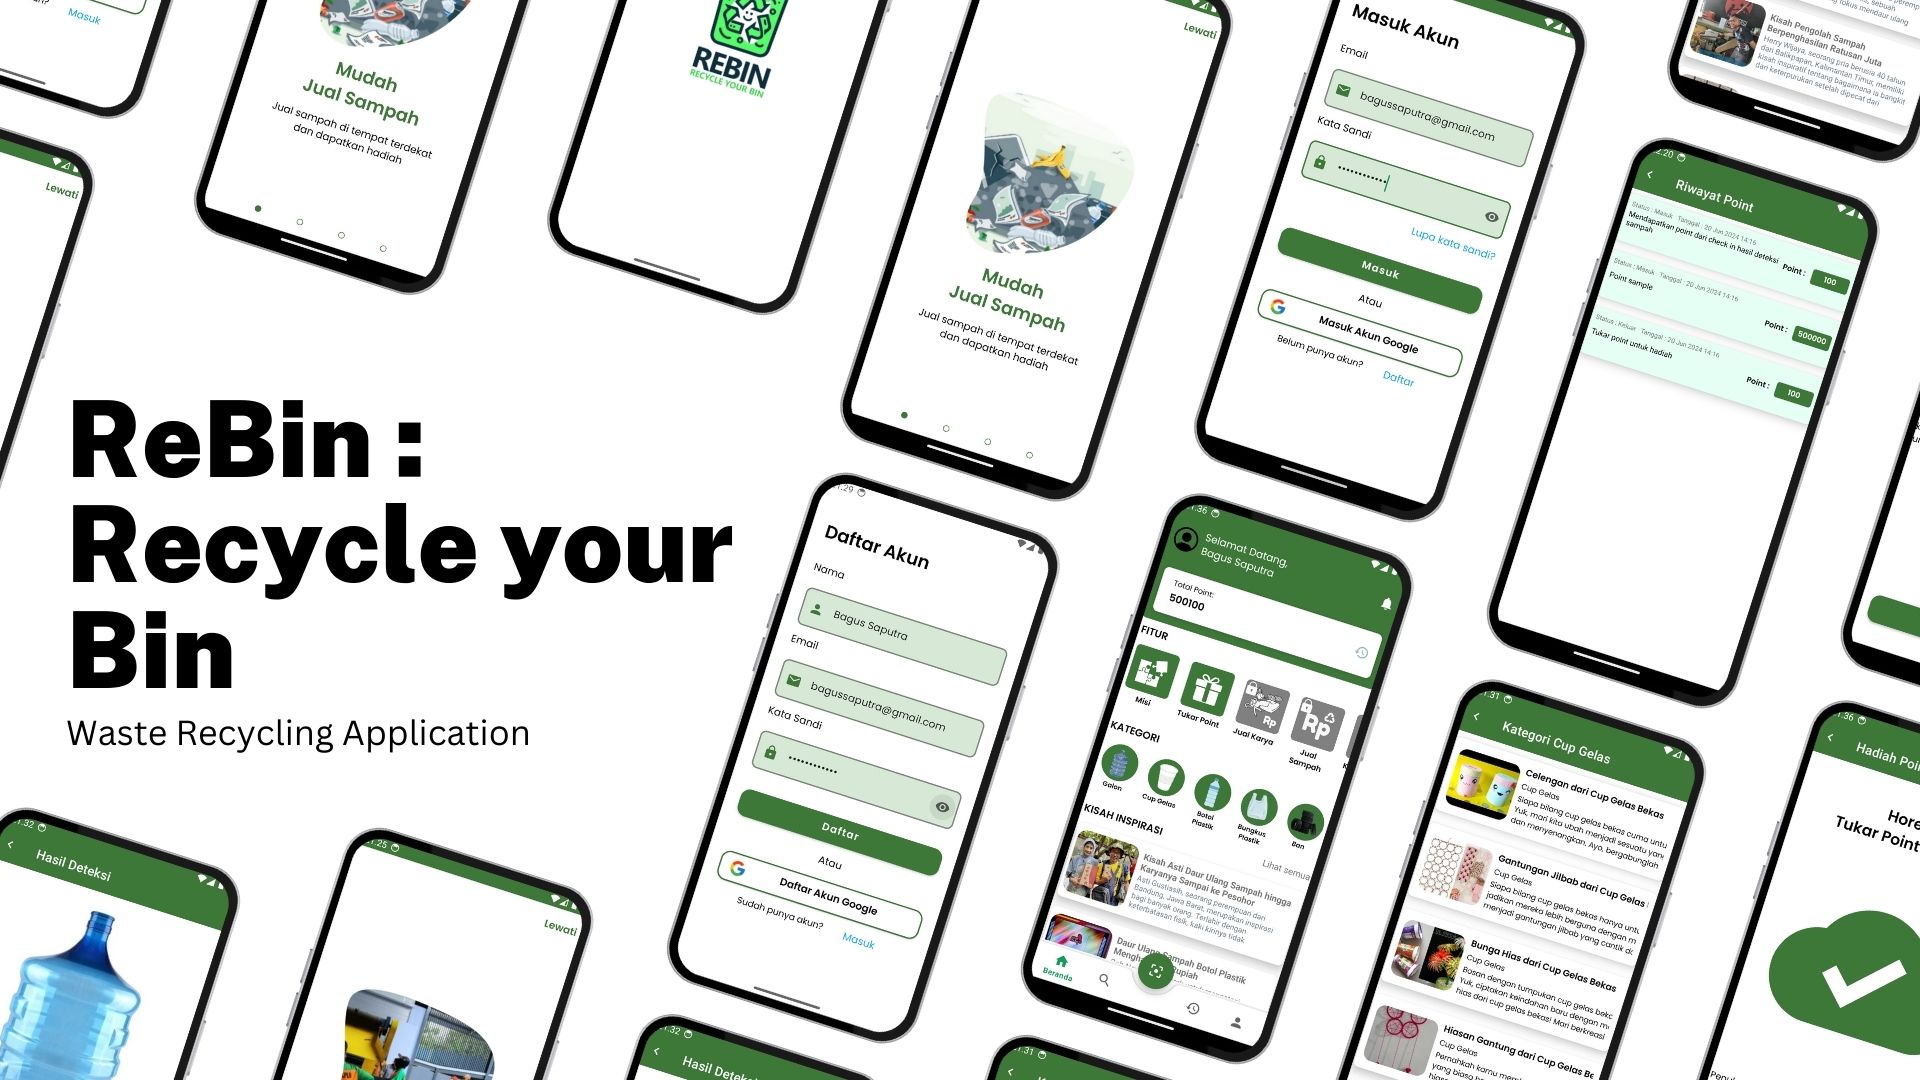 ReBin :
Recycle your
Bin
Waste Recycling Application
Masuk
Mudah
Jual Sampah
Jual sampah di tempat terdekat
dan dapatkan hadiah
REBIN
RECYCLE YOUR BIN
Lewati
Mudah
Jual Sampah
Jual sampah di tempat terdekat
dan dapatkan hadiah
Masuk Akun
Email
bagussaputra@gmail.com
Kata Sandi
Lupa kata sandi?
Masuk
Atau
Masuk Akun Google
Belum punya akun?
Daftar
Kisah Pengolah Sampah
Berpenghasilan Ratusan Juta
Herry Wijaya, seorang pria berusia 40 tahun
dari Balikpapan, Kalimantan Timur, memiliki
kisah inspiratif tentang bagaimana ia bangkit
dari keterpurukan setelah dipecat dari
Riwayat Point
Status : Masuk Tanggal : 20 Jun 2024 14:16
Mendapatkan point dari check in hasil deteksi
sampah
Point : 100
Status : Masuk Tanggal : 20 Jun 2024 14:16
Point sample
Point : 500000
Status : Keluar Tanggal : 20 Jun 2024 14:16
Tukar point untuk hadiah
Point : 100
Lewati
Daftar Akun
Nama
Bagus Saputra
Email
bagussaputra@gmail.com
Kata Sandi
Daftar
Atau
Daftar Akun Google
Sudah punya akun?
Masuk
Selamat Datang,
Bagus Saputra
Total Point:
500100
FITUR
Misi
Tukar Point
Jual Karya
Jual
Sampah
KATEGORI
Galon
Cup Gelas
Botol
Plastik
Bungkus
Plastik
Ban
KISAH INSPIRASI
Lihat semua
Kisah Asti Daur Ulang Sampah hingga
Karyanya Sampai ke Pesohor
Asti Gustiasih, seorang perempuan dari
Bandung, Jawa Barat, merupakan inspirasi
bagi banyak orang. Terlahir dengan
keterbatasan fisik, kaki kirinya tidak
Daur Ulang Sampah Botol Plastik
Beranda
Kategori Cup Gelas
Celengan dari Cup Gelas Bekas
Cup Gelas
Siapa bilang cup gelas bekas cuma untu
Yuk, mari kita ubah menjadi sesuatu yan
dan menyenangkan. Ayo, bergabunglah
Gantungan Jilbab dari Cup Gelas
Cup Gelas
Siapa bilang cup gelas bekas hanya untu
jadikan mereka lebih berguna dengan m
menjadi gantungan jilbab yang cantik d
Bunga Hias dari Cup Gelas Bekas
Cup Gelas
Bosan dengan tumpukan cup gelas bek
Yuk, ciptakan keindahan baru dengan m
hias dari cup gelas bekas! Mari berkreasi
Hiasan Gantung dari Cup Gelas Be
Cup Gelas
Pernahkah kamu
yang biasa
Hadiah Poi
Hore
Tukar Point
Hasil Deteksi
Lewati
Hasil Detek